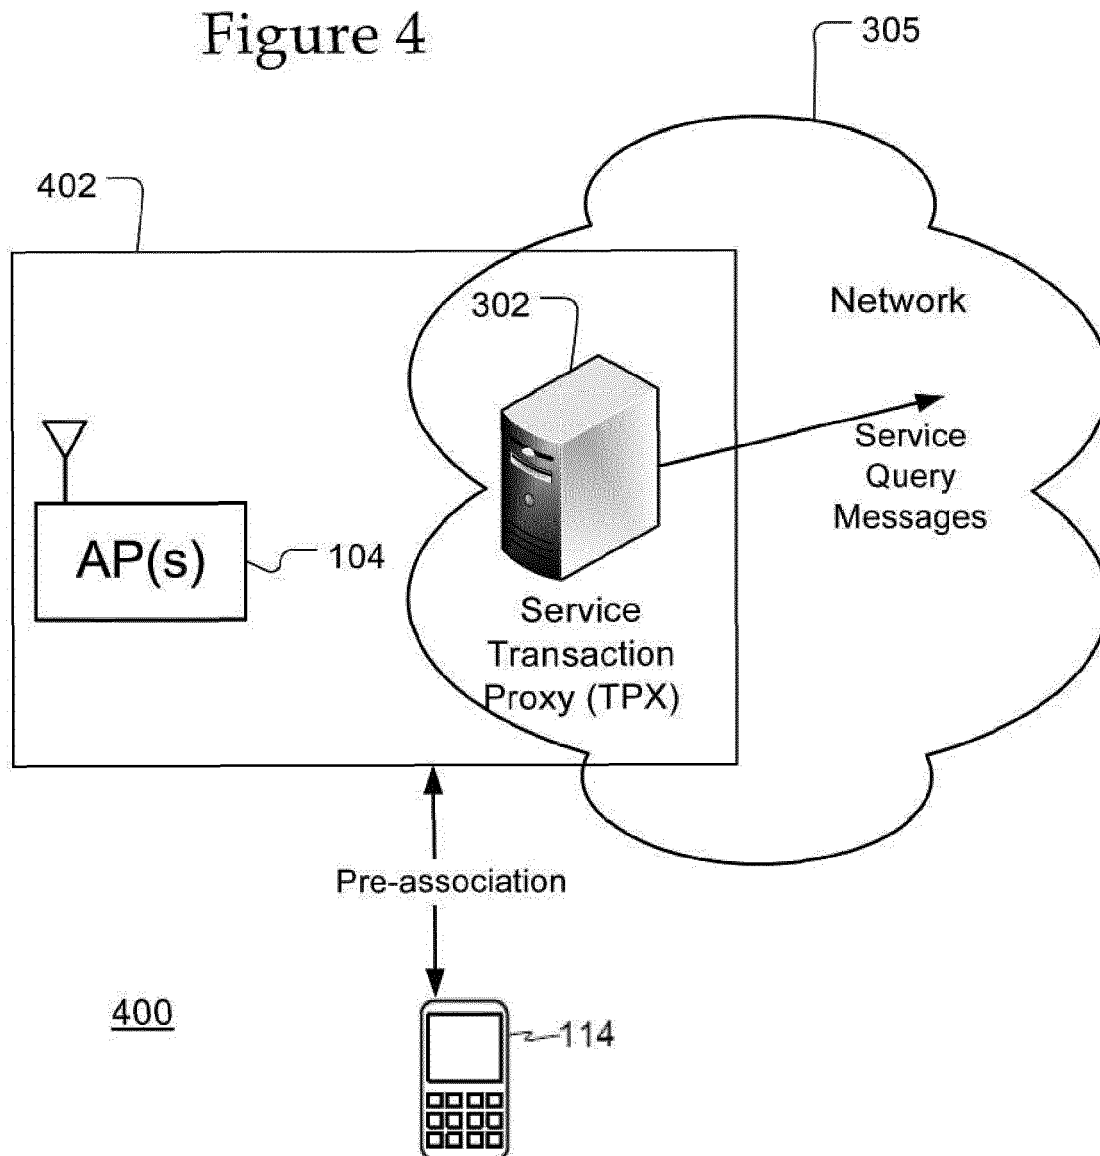 Figure 4
305
402
302
Network
Service
Query
Messages
AP(s)
104
Service
Transaction
Proxy (TPX)
Pre-association
400
114